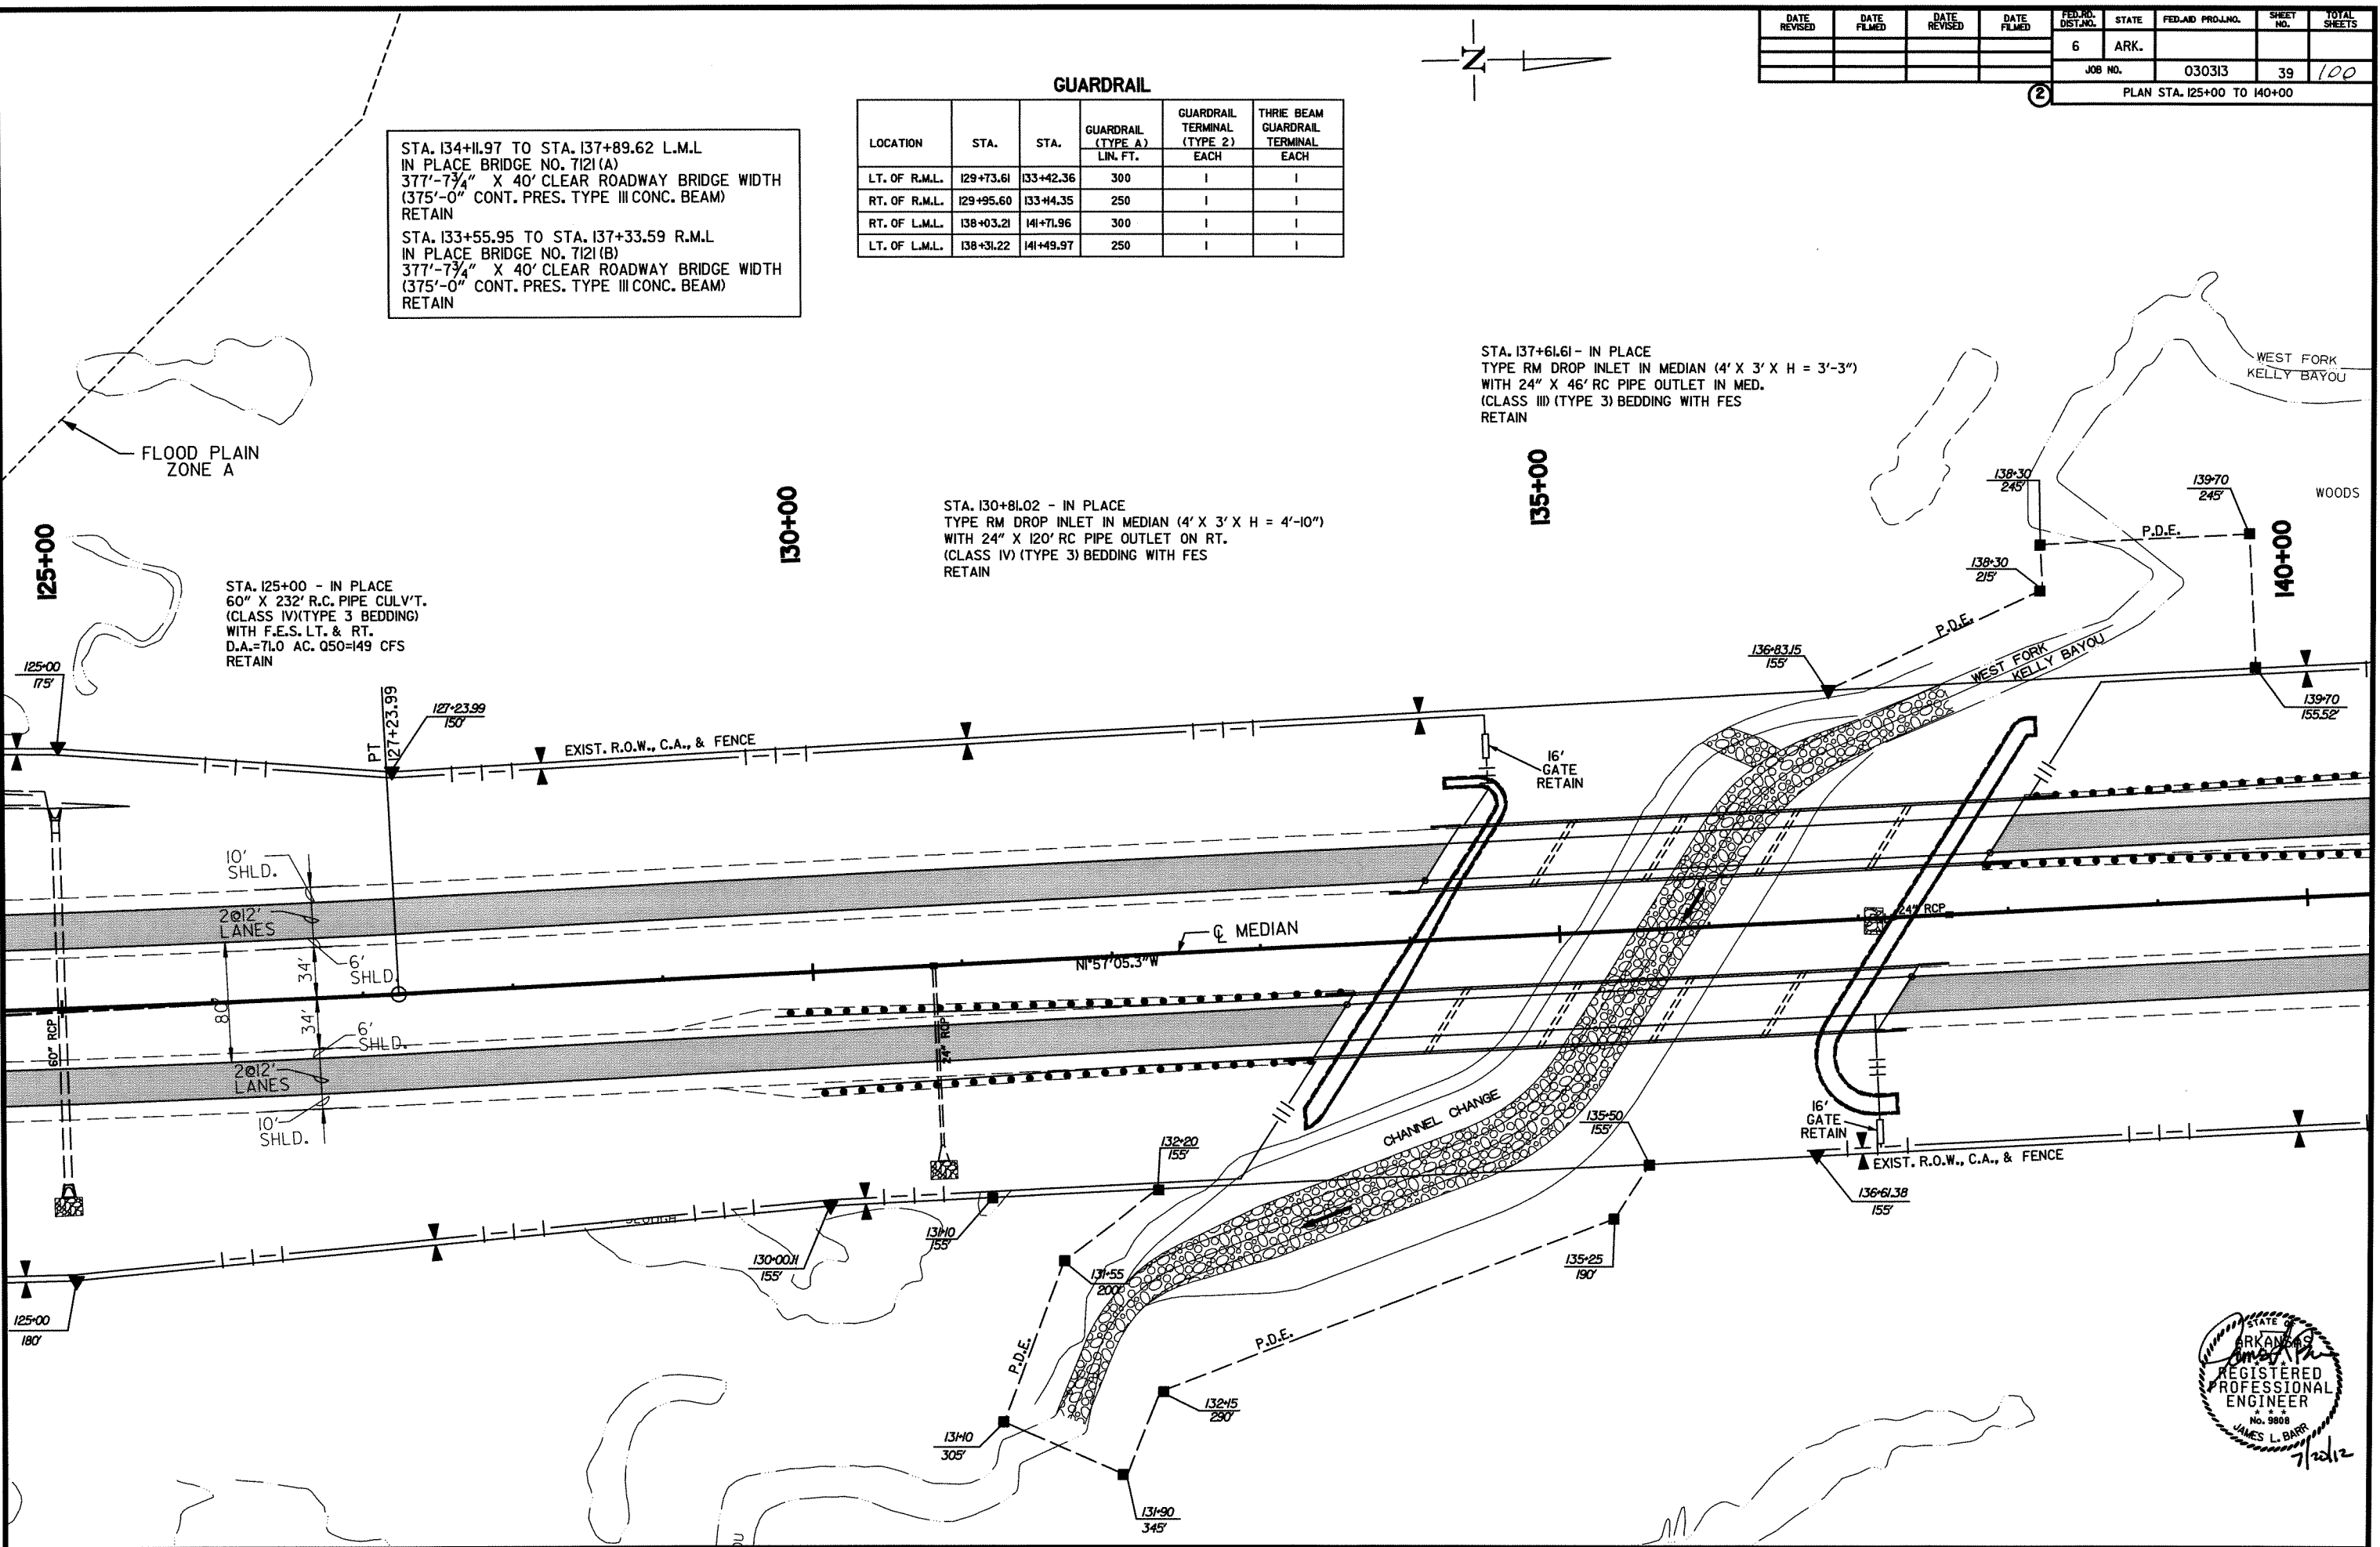 DATE REVISED
DATE FILMED
DATE REVISED
DATE FILMED
FED.RD. DIST.NO.
STATE
FED.AID PROJ.NO.
SHEET NO.
TOTAL SHEETS
6
ARK.
JOB NO.
030313
39
100
2
PLAN STA. 125+00 TO 140+00
N
GUARDRAIL
LOCATION
STA.
STA.
GUARDRAIL (TYPE A)
LIN. FT.
GUARDRAIL TERMINAL (TYPE 2)
EACH
THRIE BEAM GUARDRAIL TERMINAL
EACH
LT. OF R.M.L. 129+73.61 133+42.36 300 1 1
RT. OF R.M.L. 129+95.60 133+14.35 250 1 1
RT. OF L.M.L. 138+03.21 141+71.96 300 1 1
LT. OF L.M.L. 138+31.22 141+49.97 250 1 1
STA. 134+11.97 TO STA. 137+89.62 L.M.L
IN PLACE BRIDGE NO. 7121 (A)
377'-7¾" X 40' CLEAR ROADWAY BRIDGE WIDTH
(375'-0" CONT. PRES. TYPE III CONC. BEAM)
RETAIN
STA. 133+55.95 TO STA. 137+33.59 R.M.L
IN PLACE BRIDGE NO. 7121 (B)
377'-7¾" X 40' CLEAR ROADWAY BRIDGE WIDTH
(375'-0" CONT. PRES. TYPE III CONC. BEAM)
RETAIN
STA. 137+61.61 - IN PLACE
TYPE RM DROP INLET IN MEDIAN (4' X 3' X H = 3'-3")
WITH 24" X 46' RC PIPE OUTLET IN MED.
(CLASS III) (TYPE 3) BEDDING WITH FES
RETAIN
WEST FORK
KELLY BAYOU
FLOOD PLAIN
ZONE A
125+00
130+00
135+00
140+00
STA. 130+81.02 - IN PLACE
TYPE RM DROP INLET IN MEDIAN (4' X 3' X H = 4'-10")
WITH 24" X 120' RC PIPE OUTLET ON RT.
(CLASS IV) (TYPE 3) BEDDING WITH FES
RETAIN
138+30
245'
139+70
245'
WOODS
P.D.E.
138+30
215'
STA. 125+00 - IN PLACE
60" X 232' R.C. PIPE CULV'T.
(CLASS IV)(TYPE 3 BEDDING)
WITH F.E.S. LT. & RT.
D.A.=71.0 AC. Q50=149 CFS
RETAIN
P.D.E.
WEST FORK
KELLY BAYOU
125+00
175'
136+83.15
155'
139+70
155.52'
PT
127+23.99
127+23.99
150'
EXIST. R.O.W., C.A., & FENCE
16'
GATE
RETAIN
10'
SHLD.
2@12'
LANES
6'
SHLD.
34'
80'
34'
6'
SHLD.
2@12'
LANES
10'
SHLD.
60" RCP
24" RCP
24" RCP
℄ MEDIAN
N1°57'05.3"W
CHANNEL CHANGE
16'
GATE
RETAIN
135+50
155'
132+20
155'
EXIST. R.O.W., C.A., & FENCE
136+61.38
155'
SLOUGH
131+10
155'
130+00.11
155'
131+55
200'
135+25
190'
125+00
180'
P.D.E.
P.D.E.
132+15
290'
131+10
305'
131+90
345'
STATE OF
ARKANSAS
REGISTERED
PROFESSIONAL
ENGINEER
No. 9808
JAMES L. BARR
7/20/12